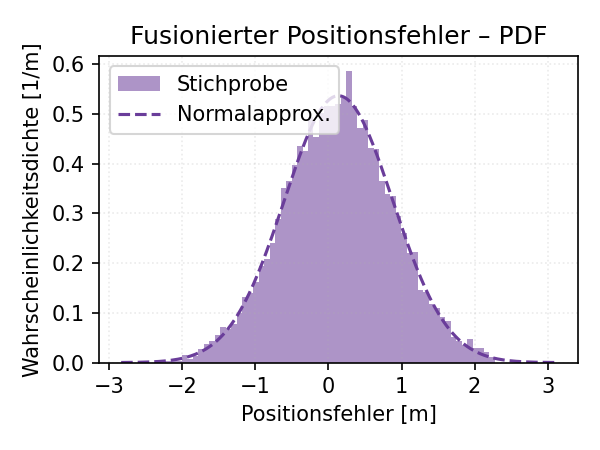 Fusionierter Positionsfehler – PDF
Wahrscheinlichkeitsdichte [1/m]
0.6
0.5
0.4
0.3
0.2
0.1
0.0
Stichprobe
Normalapprox.
−3 −2 −1 0 1 2 3
Positionsfehler [m]